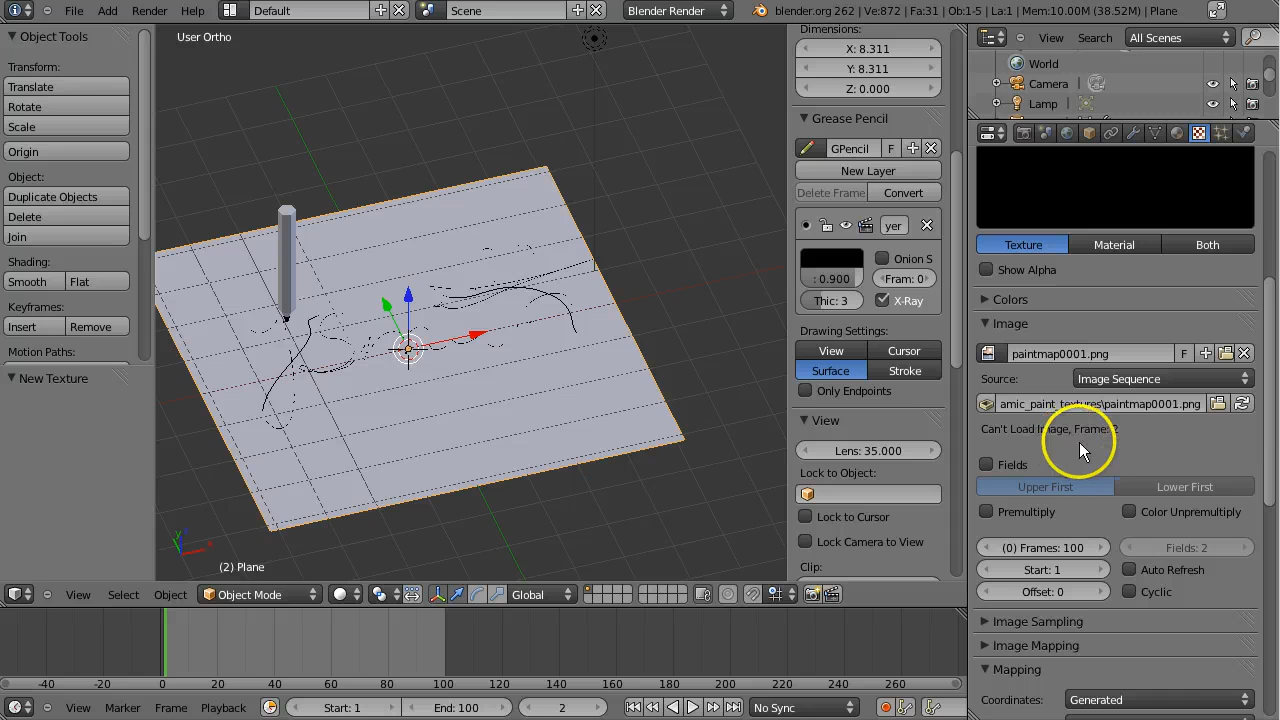 File Add Render Help Default Scene Blender Render blender.org 262 | Ve:872 | Fa:31 | Ob:1-5 | La:1 | Mem:10.00M (38.52M) | Plane
Object Tools
Transform:
Translate
Rotate
Scale
Origin
Object:
Duplicate Objects
Delete
Join
Shading:
Smooth Flat
Keyframes:
Insert Remove
Motion Paths:
New Texture
User Ortho
y
(2) Plane
View Select Object Object Mode Global
Dimensions:
X: 8.311
Y: 8.311
Z: 0.000
Grease Pencil
GPencil F
New Layer
Delete Frame Convert
yer
Onion S
: 0.900 Fram: 0
Thic: 3 X-Ray
Drawing Settings:
View Cursor
Surface Stroke
Only Endpoints
View
Lens: 35.000
Lock to Object:
Lock to Cursor
Lock Camera to View
Clip:
View Search All Scenes
World
Camera
Lamp
Texture Material Both
Show Alpha
Colors
Image
paintmap0001.png F
Source: Image Sequence
amic_paint_textures\paintmap0001.png
Can't Load Image, Frame: 2
Fields
Upper First Lower First
Premultiply Color Unpremultiply
(0) Frames: 100 Fields: 2
Start: 1 Auto Refresh
Offset: 0 Cyclic
Image Sampling
Image Mapping
Mapping
Coordinates: Generated
-40 -20 0 20 40 60 80 100 120 140 160 180 200 220 240 260
View Marker Frame Playback Start: 1 End: 100 2 No Sync